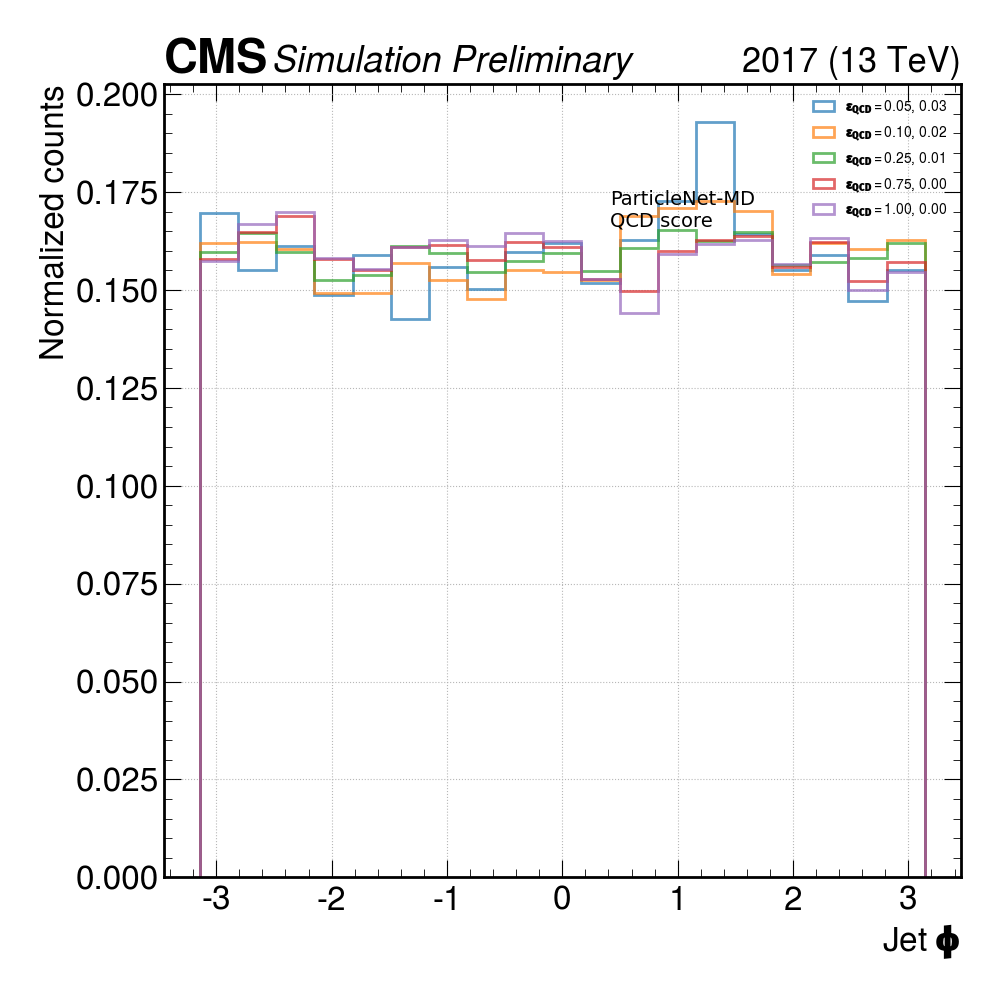 CMS Simulation Preliminary 2017 (13 TeV)
Normalized counts
0.200
0.175
0.150
0.125
0.100
0.075
0.050
0.025
0.000
ε_QCD = 0.05, 0.03
ε_QCD = 0.10, 0.02
ε_QCD = 0.25, 0.01
ε_QCD = 0.75, 0.00
ε_QCD = 1.00, 0.00
ParticleNet-MD
QCD score
-3 -2 -1 0 1 2 3
Jet ϕ